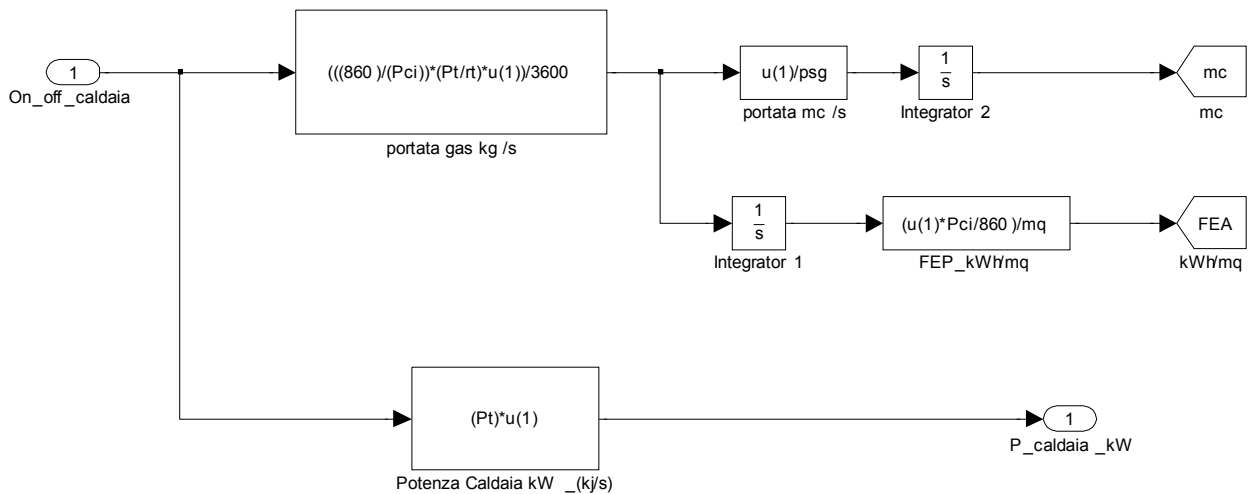 1
On_off_caldaia
(((860 )/(Pci))*(Pt/rt)*u(1))/3600
portata gas kg /s
u(1)/psg
portata mc /s
1
s
Integrator 2
mc
mc
1
s
Integrator 1
(u(1)*Pci/860 )/mq
FEP_kWh/mq
FEA
kWh/mq
(Pt)*u(1)
Potenza Caldaia kW _(kj/s)
1
P_caldaia _kW